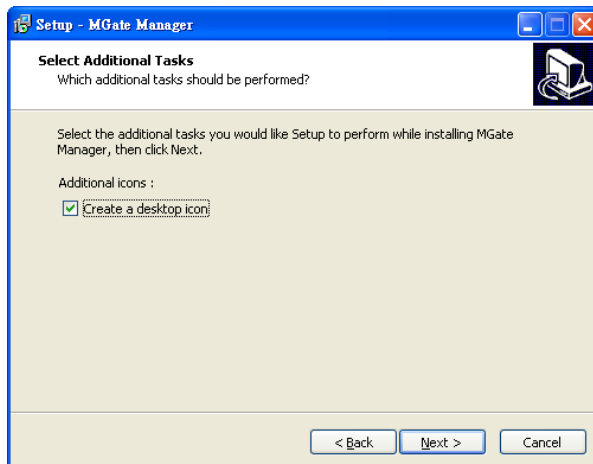 Setup - MGate Manager
Select Additional Tasks
Which additional tasks should be performed?
Select the additional tasks you would like Setup to perform while installing MGate
Manager, then click Next.
Additional icons :
Create a desktop icon
< Back
Next >
Cancel